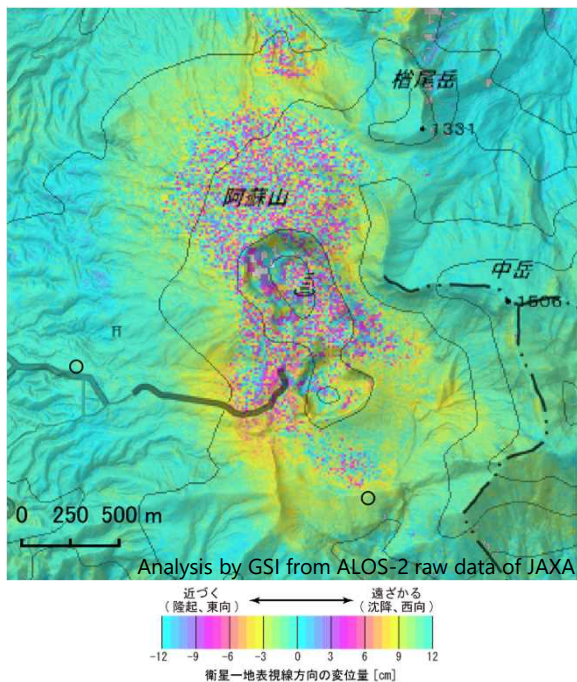 楢尾岳
1331
阿蘇山
中岳
1506
0 250 500 m
Analysis by GSI from ALOS-2 raw data of JAXA
近づく
(隆起、東向)
遠ざかる
(沈降、西向)
-12 -9 -6 -3 0 3 6 9 12
衛星−地表視線方向の変位量 [cm]